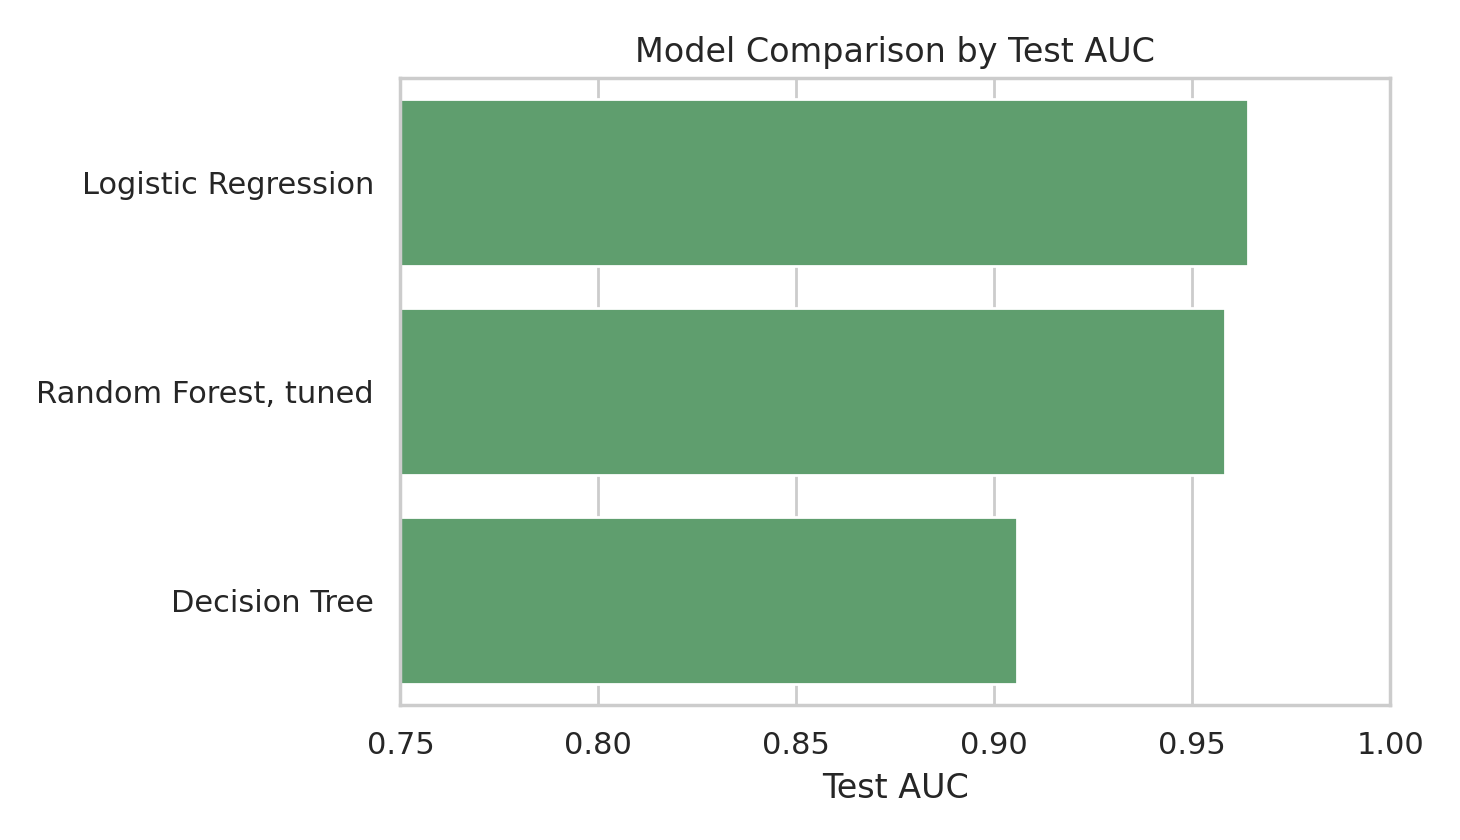 Model Comparison by Test AUC
Logistic Regression
Random Forest, tuned
Decision Tree
0.75 0.80 0.85 0.90 0.95 1.00
Test AUC